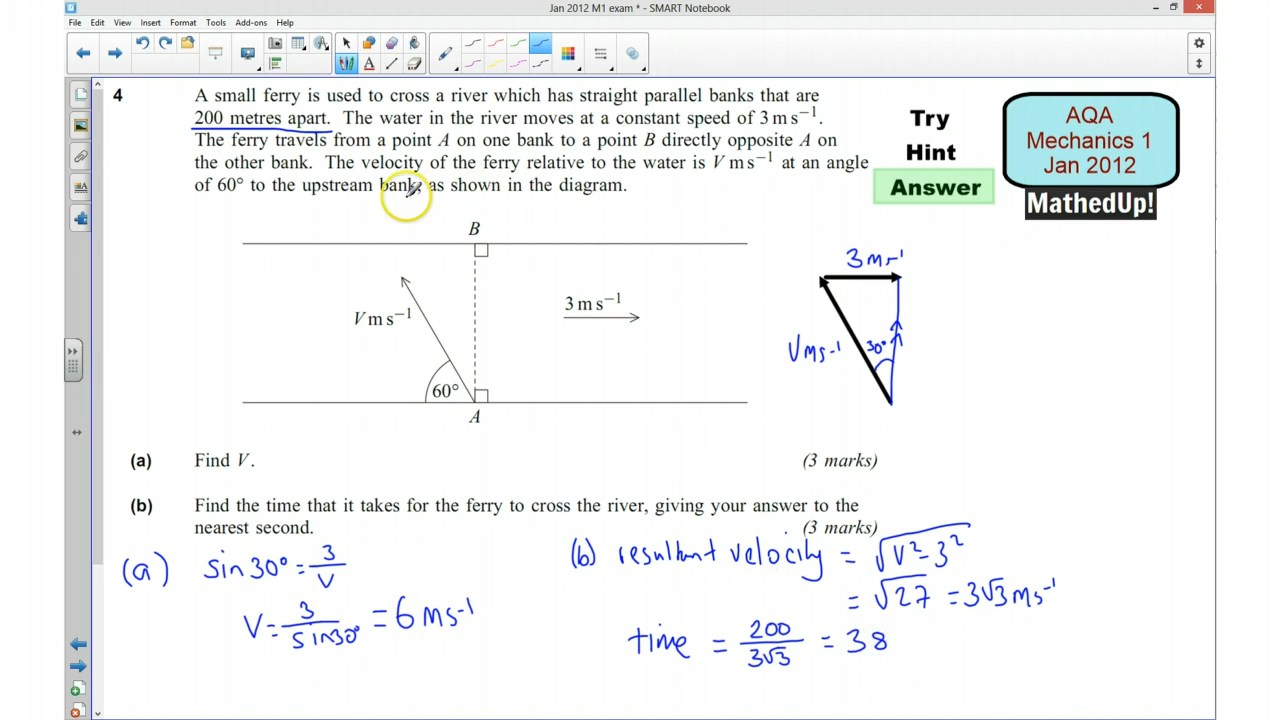 Jan 2012 M1 exam * - SMART Notebook
File Edit View Insert Format Tools Add-ons Help
4 A small ferry is used to cross a river which has straight parallel banks that are
200 metres apart. The water in the river moves at a constant speed of 3 m s⁻¹.
The ferry travels from a point A on one bank to a point B directly opposite A on
the other bank. The velocity of the ferry relative to the water is V m s⁻¹ at an angle
of 60° to the upstream bank, as shown in the diagram.
Try
Hint
Answer
AQA
Mechanics 1
Jan 2012
MathedUp!
B
V m s⁻¹
3 m s⁻¹
60°
A
3 ms⁻¹
V ms⁻¹
30°
(a) Find V. (3 marks)
(b) Find the time that it takes for the ferry to cross the river, giving your answer to the
nearest second. (3 marks)
(a) sin30° = 3/V
V = 3/sin30° = 6 ms⁻¹
(b) resultant velocity = √(V² - 3²)
= √27 = 3√3 ms⁻¹
time = 200/3√3 = 38